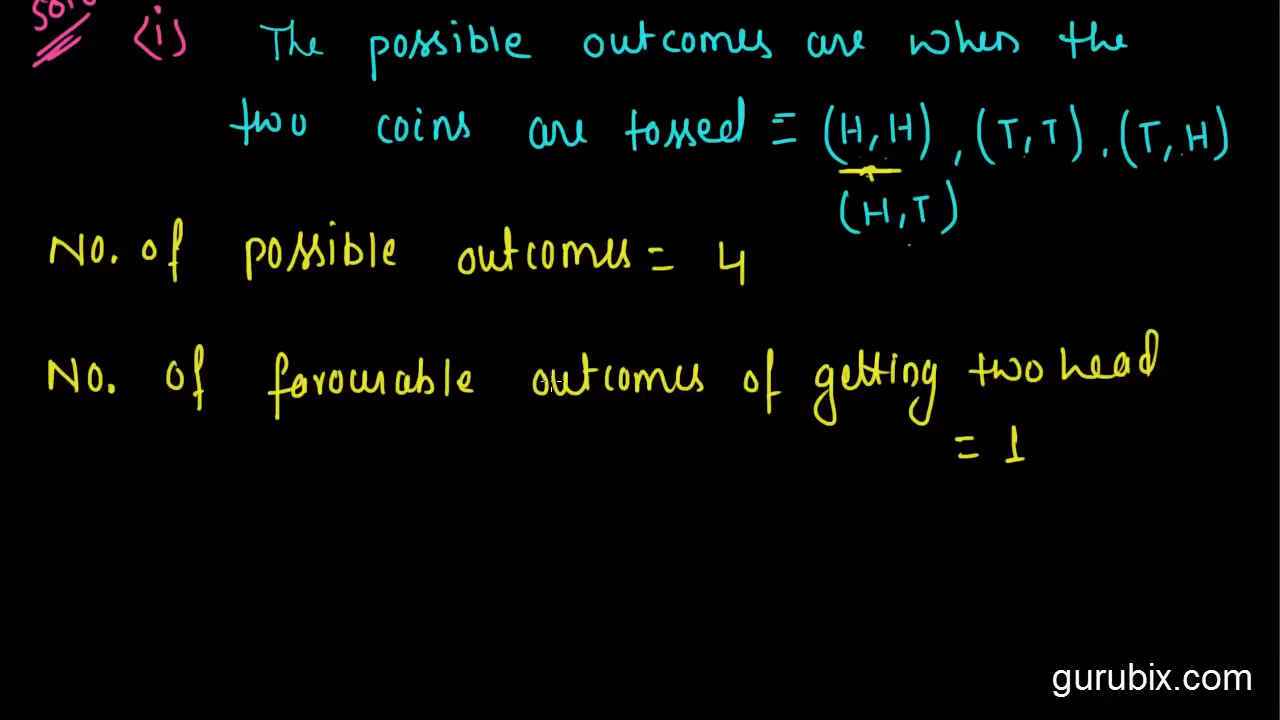 Soln (i) The possible outcomes are when the
two coins are tossed = (H, H), (T, T), (T, H)
(H, T)
No. of possible outcomes = 4
No. of favourable outcomes of getting two head
= 1
gurubix.com